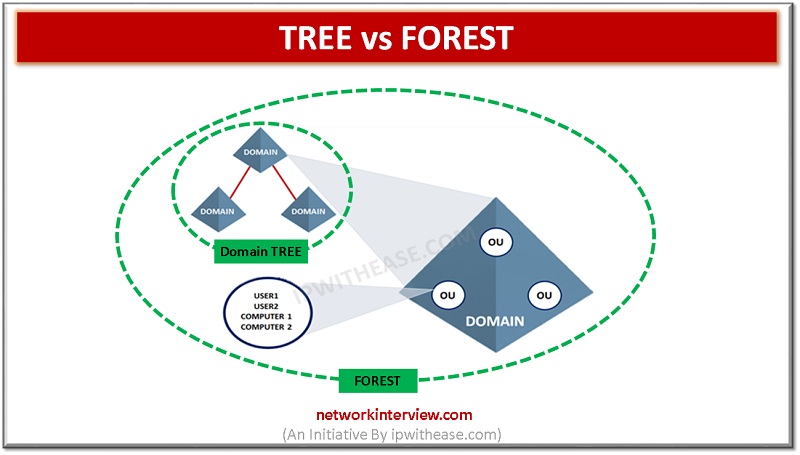 TREE vs FOREST
DOMAIN
DOMAIN
DOMAIN
Domain TREE
IPWITHEASE.COM
OU
OU
OU
DOMAIN
USER1
USER2
COMPUTER 1
COMPUTER 2
FOREST
networkinterview.com
(An Initiative By ipwithease.com)